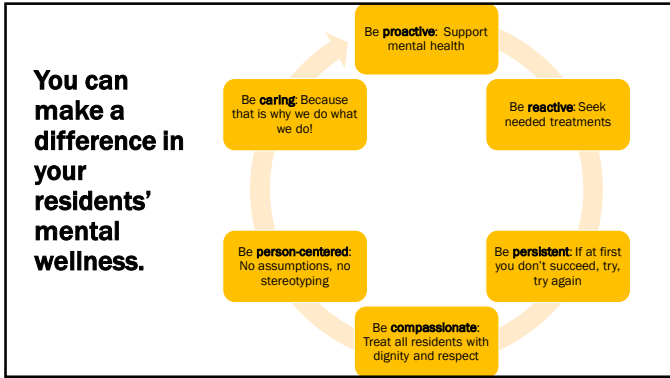 You can
make a
difference in
your
residents'
mental
wellness.
Be proactive: Support
mental health
Be reactive: Seek
needed treatments
Be persistent: If at first
you don't succeed, try,
try again
Be compassionate:
Treat all residents with
dignity and respect
Be person-centered:
No assumptions, no
stereotyping
Be caring: Because
that is why we do what
we do!